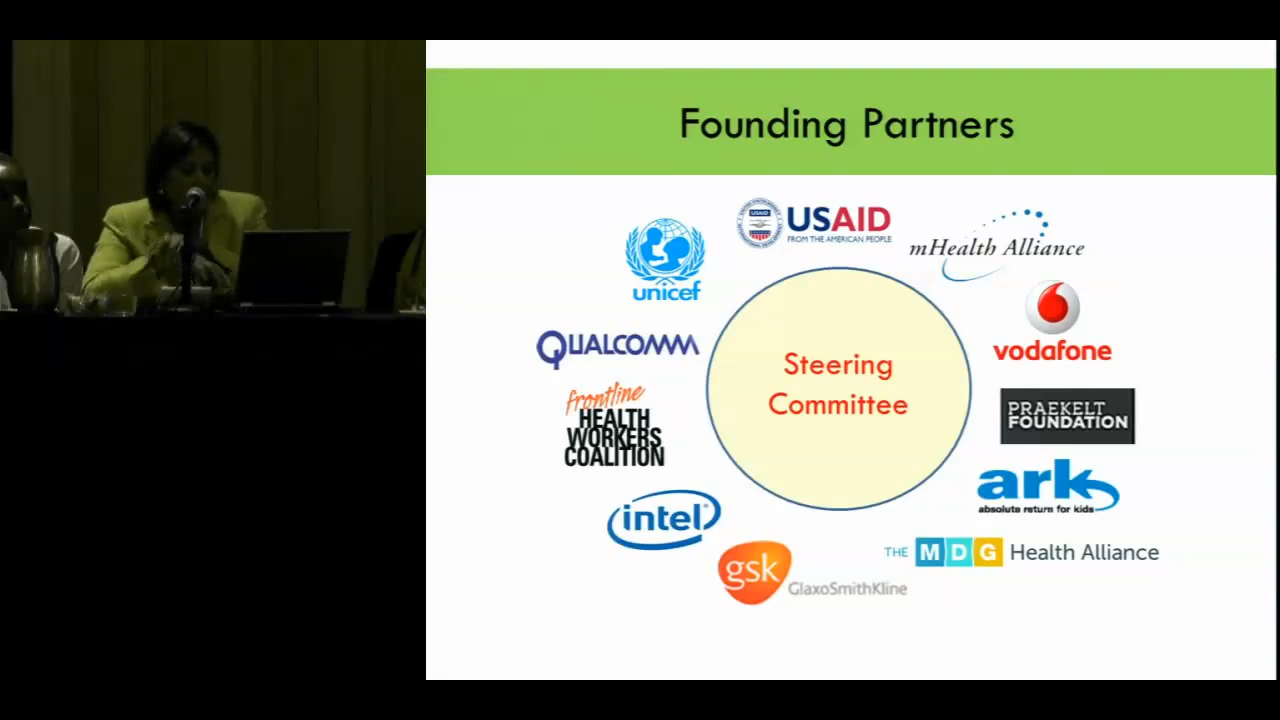 Founding Partners
USAID
USAID
FROM THE AMERICAN PEOPLE
unicef
mHealth Alliance
vodafone
QUALCOMM
Steering
Committee
frontline
HEALTH
WORKERS
COALITION
PRAEKELT
FOUNDATION
ark
absolute return for kids
intel
THE MDG Health Alliance
gsk
GlaxoSmithKline